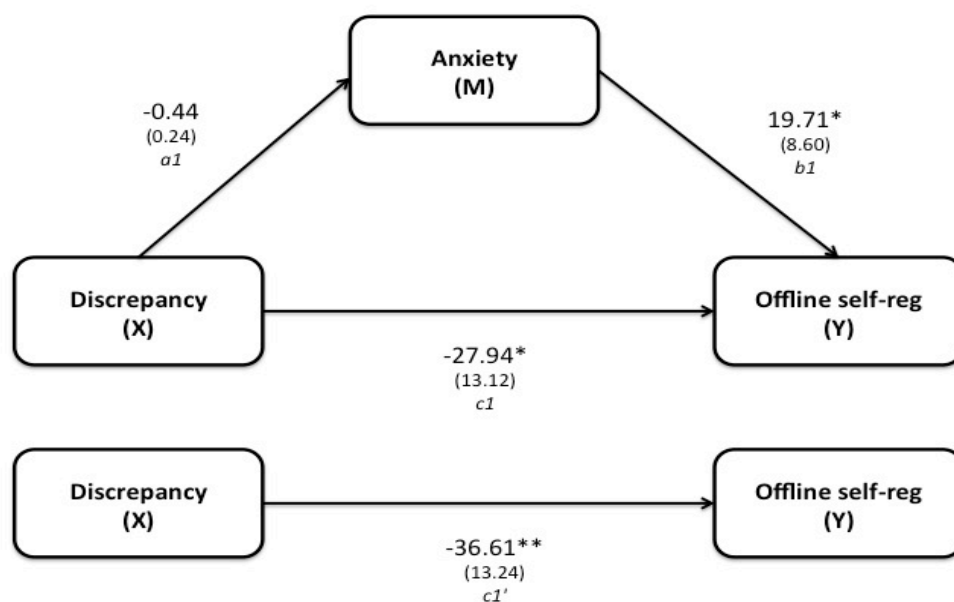 Anxiety
(M)
-0.44
(0.24)
a1
19.71*
(8.60)
b1
Discrepancy
(X)
Offline self-reg
(Y)
-27.94*
(13.12)
c1
Discrepancy
(X)
Offline self-reg
(Y)
-36.61**
(13.24)
c1'